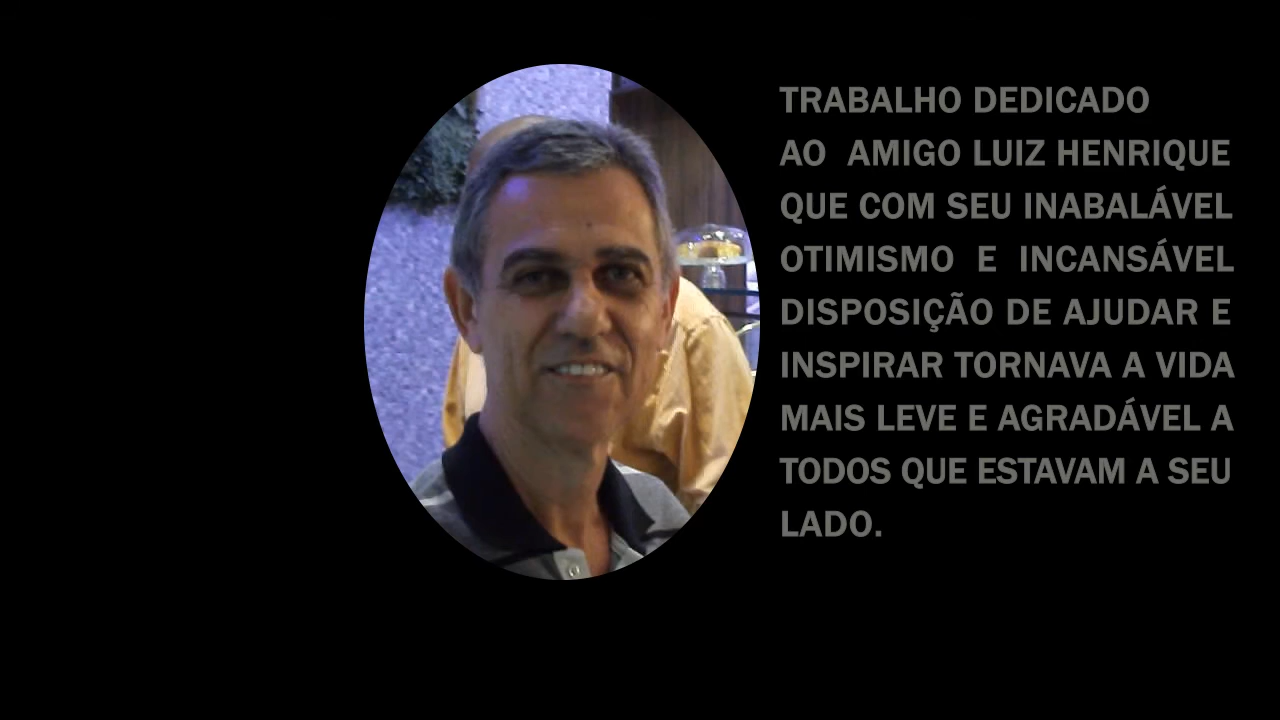 TRABALHO DEDICADO
AO AMIGO LUIZ HENRIQUE
QUE COM SEU INABALÁVEL
OTIMISMO E INCANSÁVEL
DISPOSIÇÃO DE AJUDAR E
INSPIRAR TORNAVA A VIDA
MAIS LEVE E AGRADÁVEL A
TODOS QUE ESTAVAM A SEU
LADO.